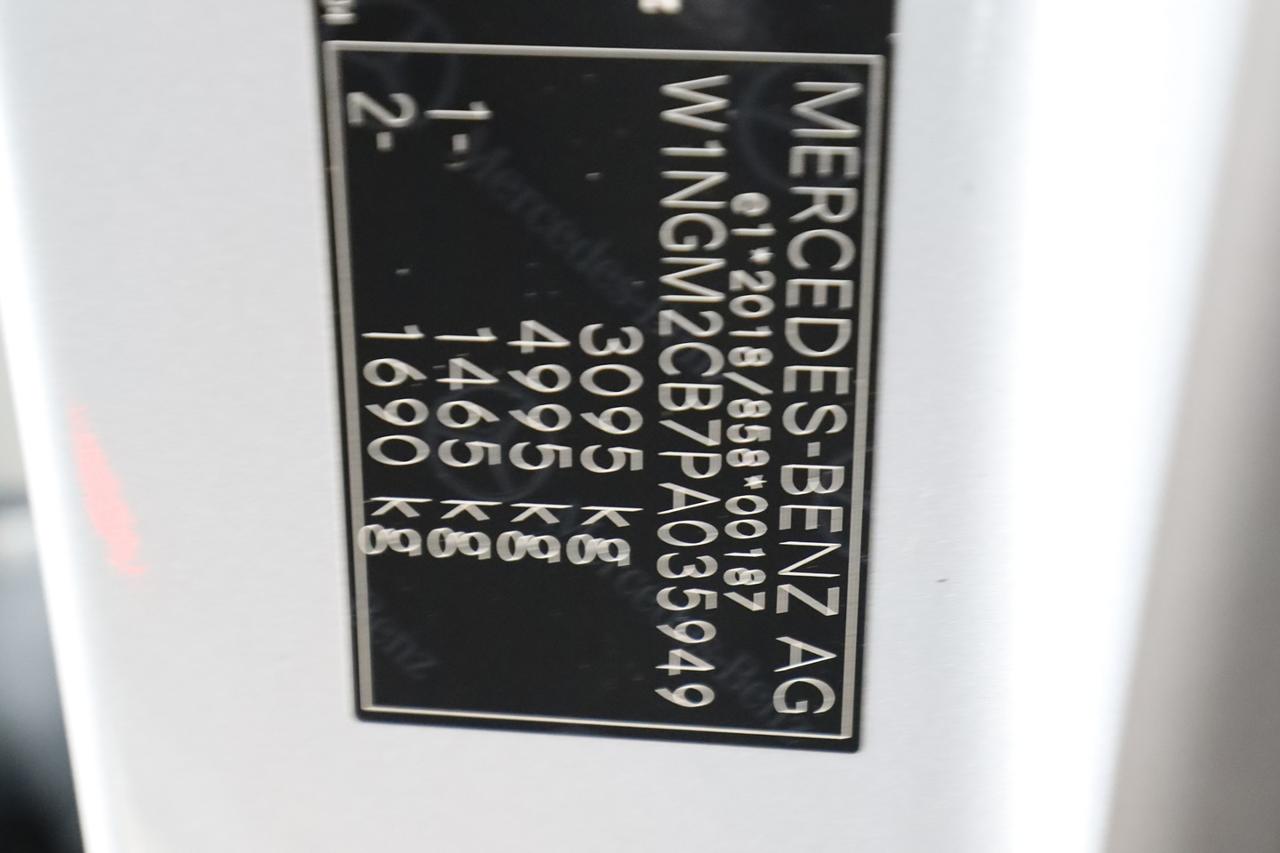 MERCEDES-BENZ AG
e1*2018/858*00187
W1NGM2CB7PA035949
3095 kg
4995 kg
1- 1465 kg
2- 1690 kg